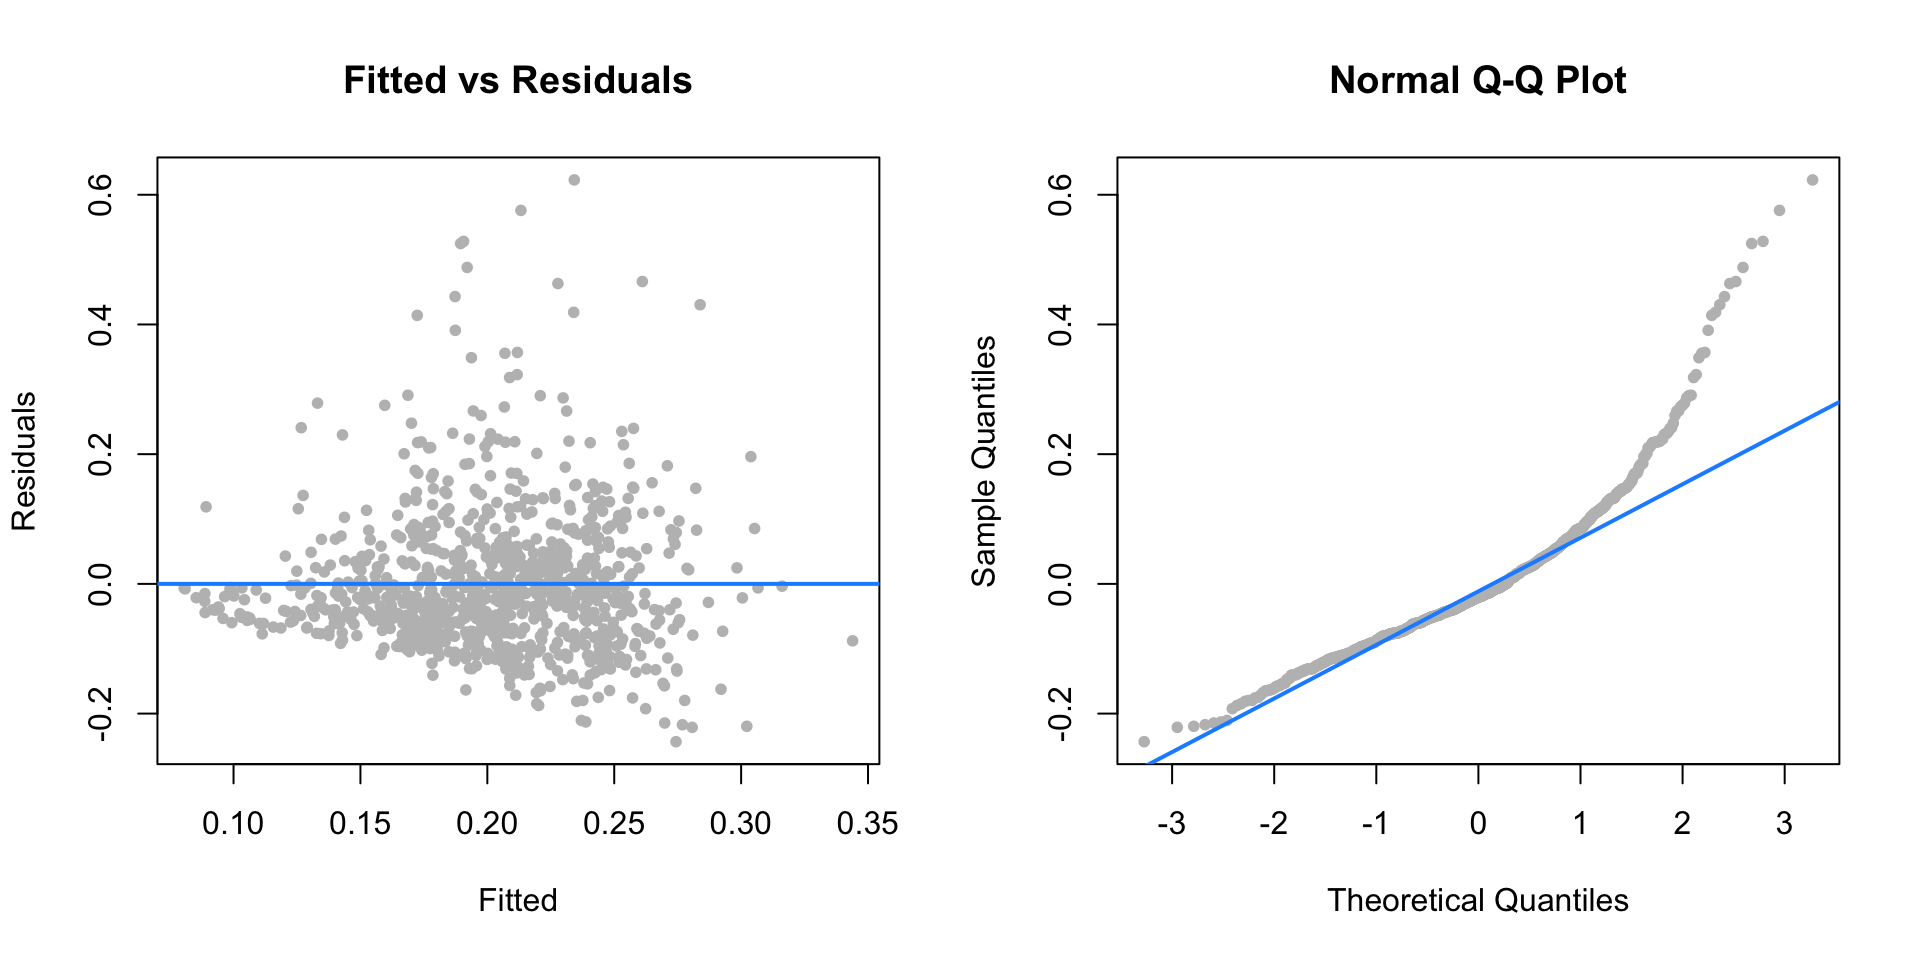 Fitted vs Residuals
Residuals
0.6
0.4
0.2
0.0
-0.2
0.10 0.15 0.20 0.25 0.30 0.35
Fitted
Normal Q-Q Plot
Sample Quantiles
0.6
0.4
0.2
0.0
-0.2
-3 -2 -1 0 1 2 3
Theoretical Quantiles